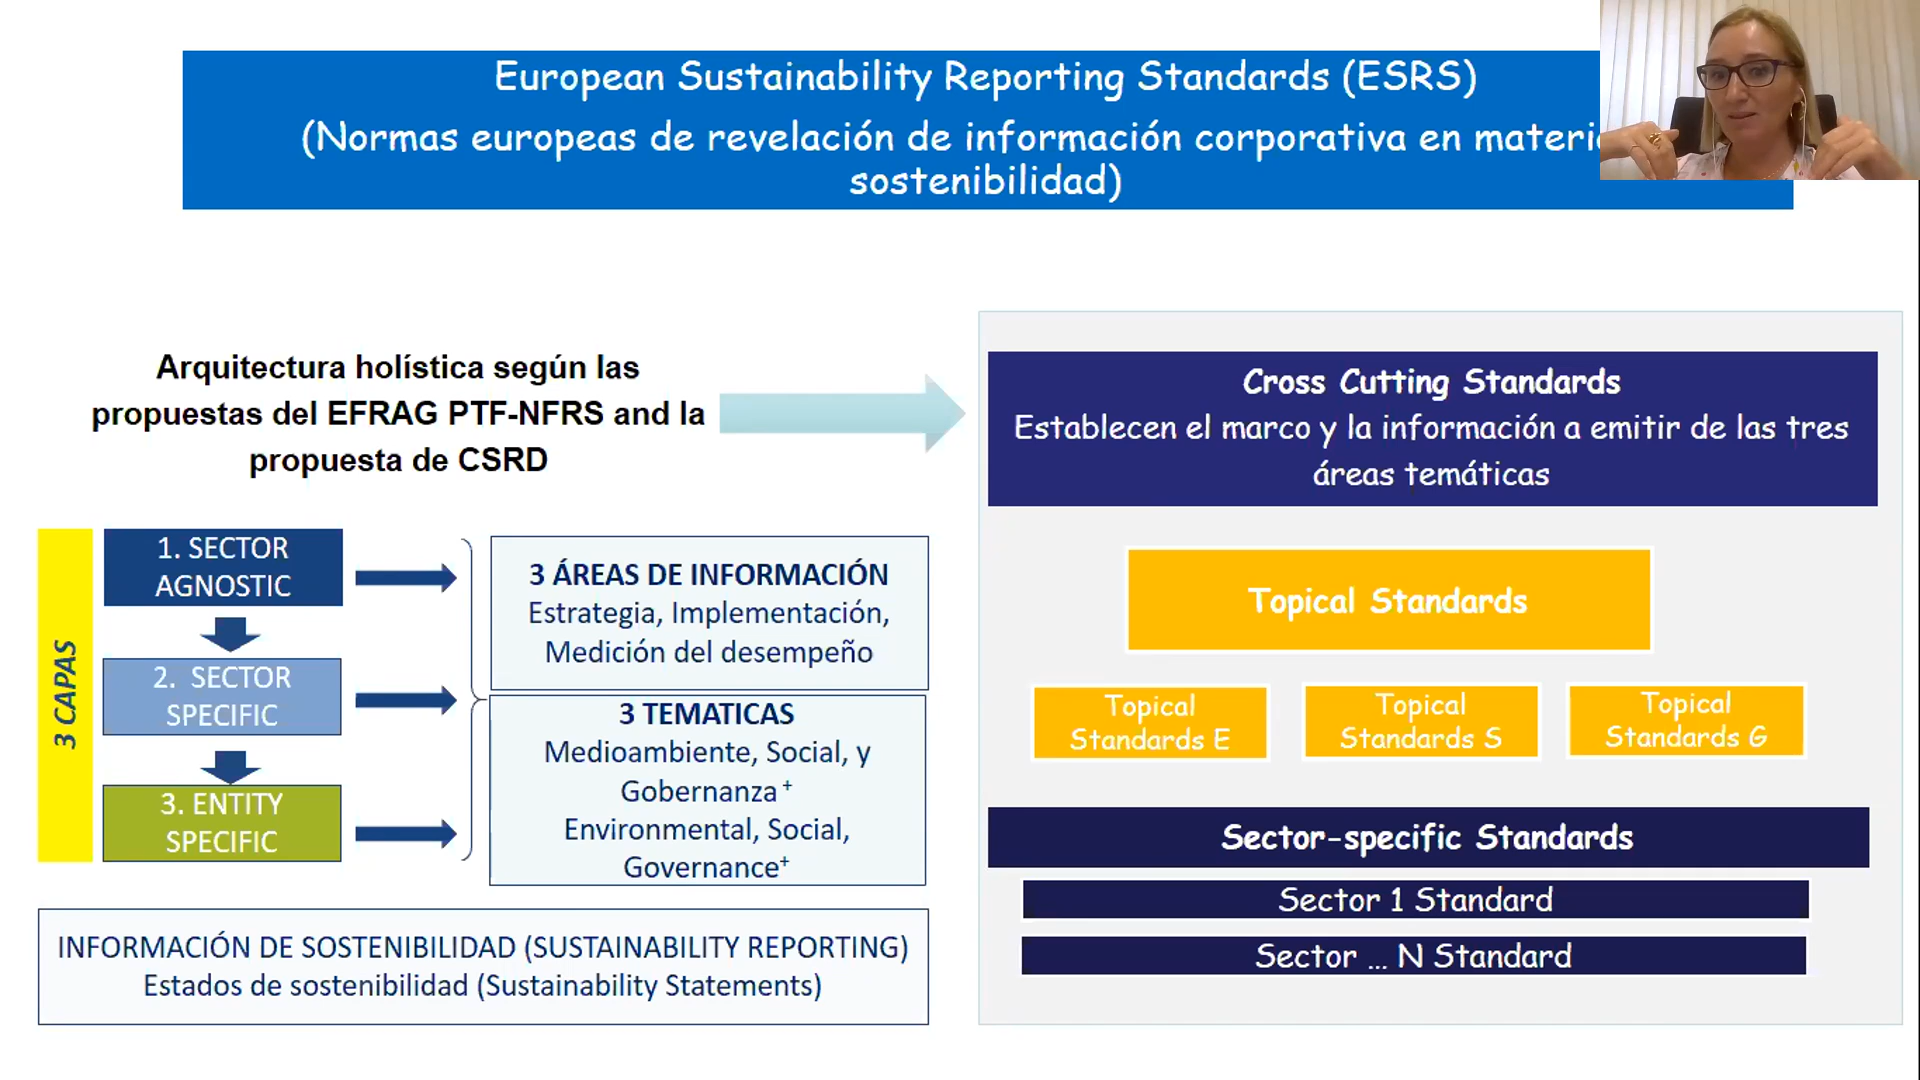 European Sustainability Reporting Standards (ESRS)
(Normas europeas de revelación de información corporativa en
sostenibilidad)
Arquitectura holística según las
propuestas del EFRAG PTF-NFRS and la
propuesta de CSRD
3 CAPAS
1. SECTOR
AGNOSTIC
2. SECTOR
SPECIFIC
3. ENTITY
SPECIFIC
3 ÁREAS DE INFORMACIÓN
Estrategia, Implementación,
Medición del desempeño
3 TEMATICAS
Medioambiente, Social, y
Gobernanza +
Environmental, Social,
Governance+
INFORMACIÓN DE SOSTENIBILIDAD (SUSTAINABILITY REPORTING)
Estados de sostenibilidad (Sustainability Statements)
Cross Cutting Standards
Establecen el marco y la información a emitir de las tres
áreas temáticas
Topical Standards
Topical
Standards E
Topical
Standards S
Topical
Standards G
Sector-specific Standards
Sector 1 Standard
Sector ... N Standard